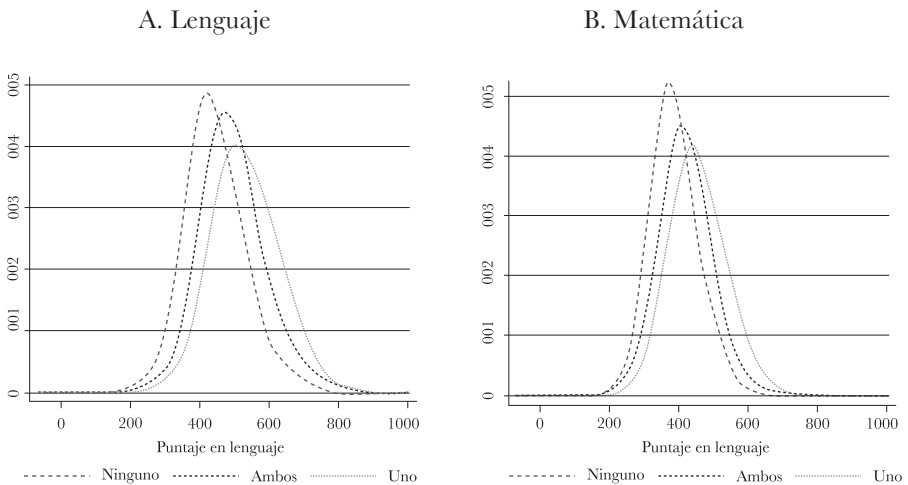 A. Lenguaje
005
004
003
002
001
0
0 200 400 600 800 1000
Puntaje en lenguaje
Ninguno Ambos Uno
B. Matemática
005
004
003
002
001
0
0 200 400 600 800 1000
Puntaje en lenguaje
Ninguno Ambos Uno